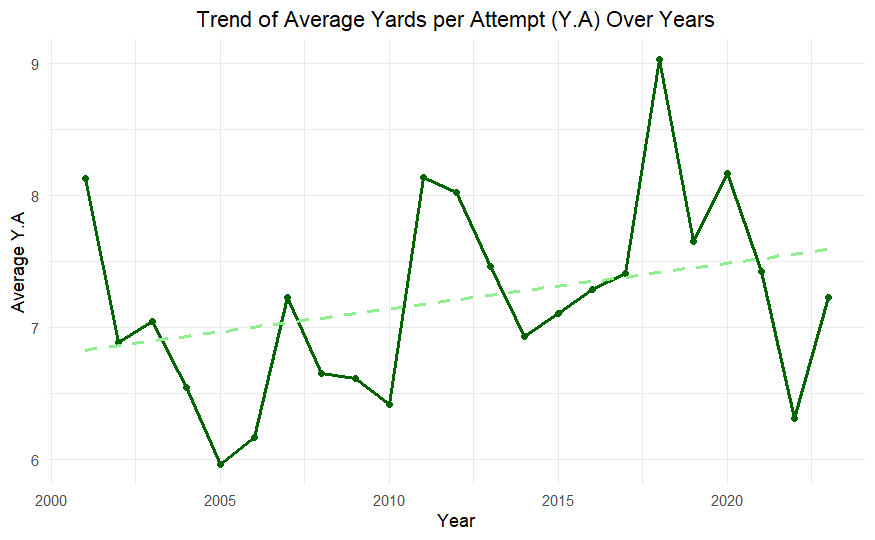 Trend of Average Yards per Attempt (Y.A) Over Years
9
8
7
6
Average Y.A
2000 2005 2010 2015 2020
Year